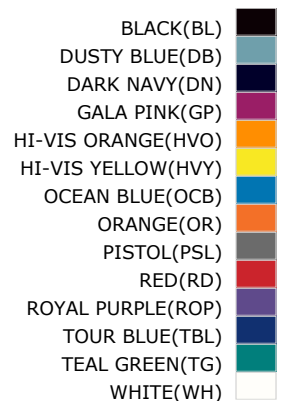 BLACK(BL)
DUSTY BLUE(DB)
DARK NAVY(DN)
GALA PINK(GP)
HI-VIS ORANGE(HVO)
HI-VIS YELLOW(HVY)
OCEAN BLUE(OCB)
ORANGE(OR)
PISTOL(PSL)
RED(RD)
ROYAL PURPLE(ROP)
TOUR BLUE(TBL)
TEAL GREEN(TG)
WHITE(WH)